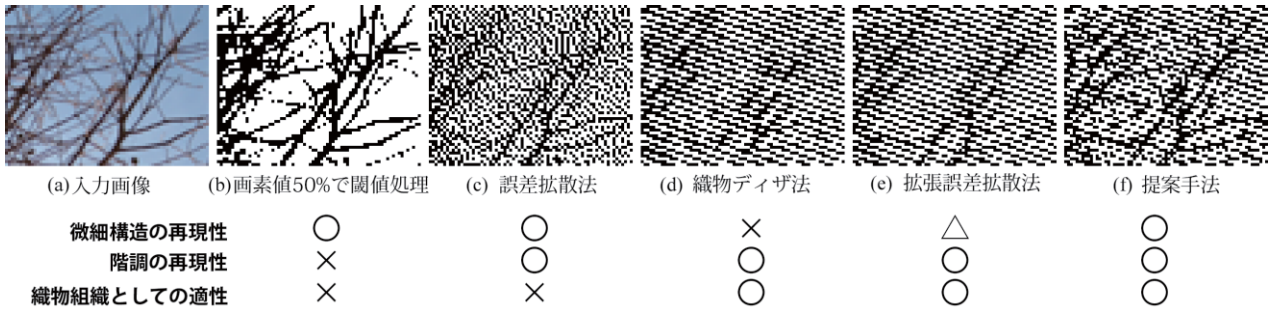 (a)入力画像 (b)画素値50%で閾値処理 (c) 誤差拡散法 (d) 織物ディザ法 (e) 拡張誤差拡散法 (f) 提案手法
微細構造の再現性 ○ ○ × △ ○
階調の再現性 × ○ ○ ○ ○
織物組織としての適性 × × ○ ○ ○